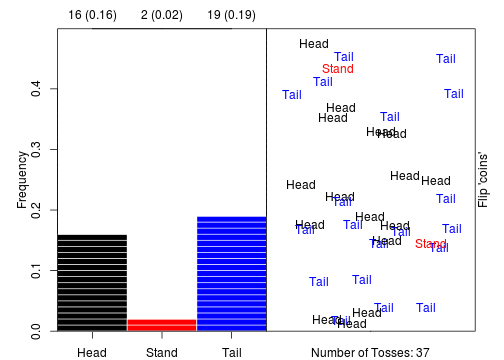 16 (0.16) 2 (0.02) 19 (0.19)
Frequency
0.4
0.3
0.2
0.1
0.0
Head Stand Tail
Head
Tail
Tail
Stand
Tail
Tail
Tail
Head
Head
Tail
Head
Head
Head
Head
Head
Tail
Tail
Head
Head
Tail
Tail
Head
Tail
Tail
Head
Tail
Stand
Tail
Tail
Tail
Tail
Tail
Head
Head
Tail
Head
Flip 'coins'
Number of Tosses: 37